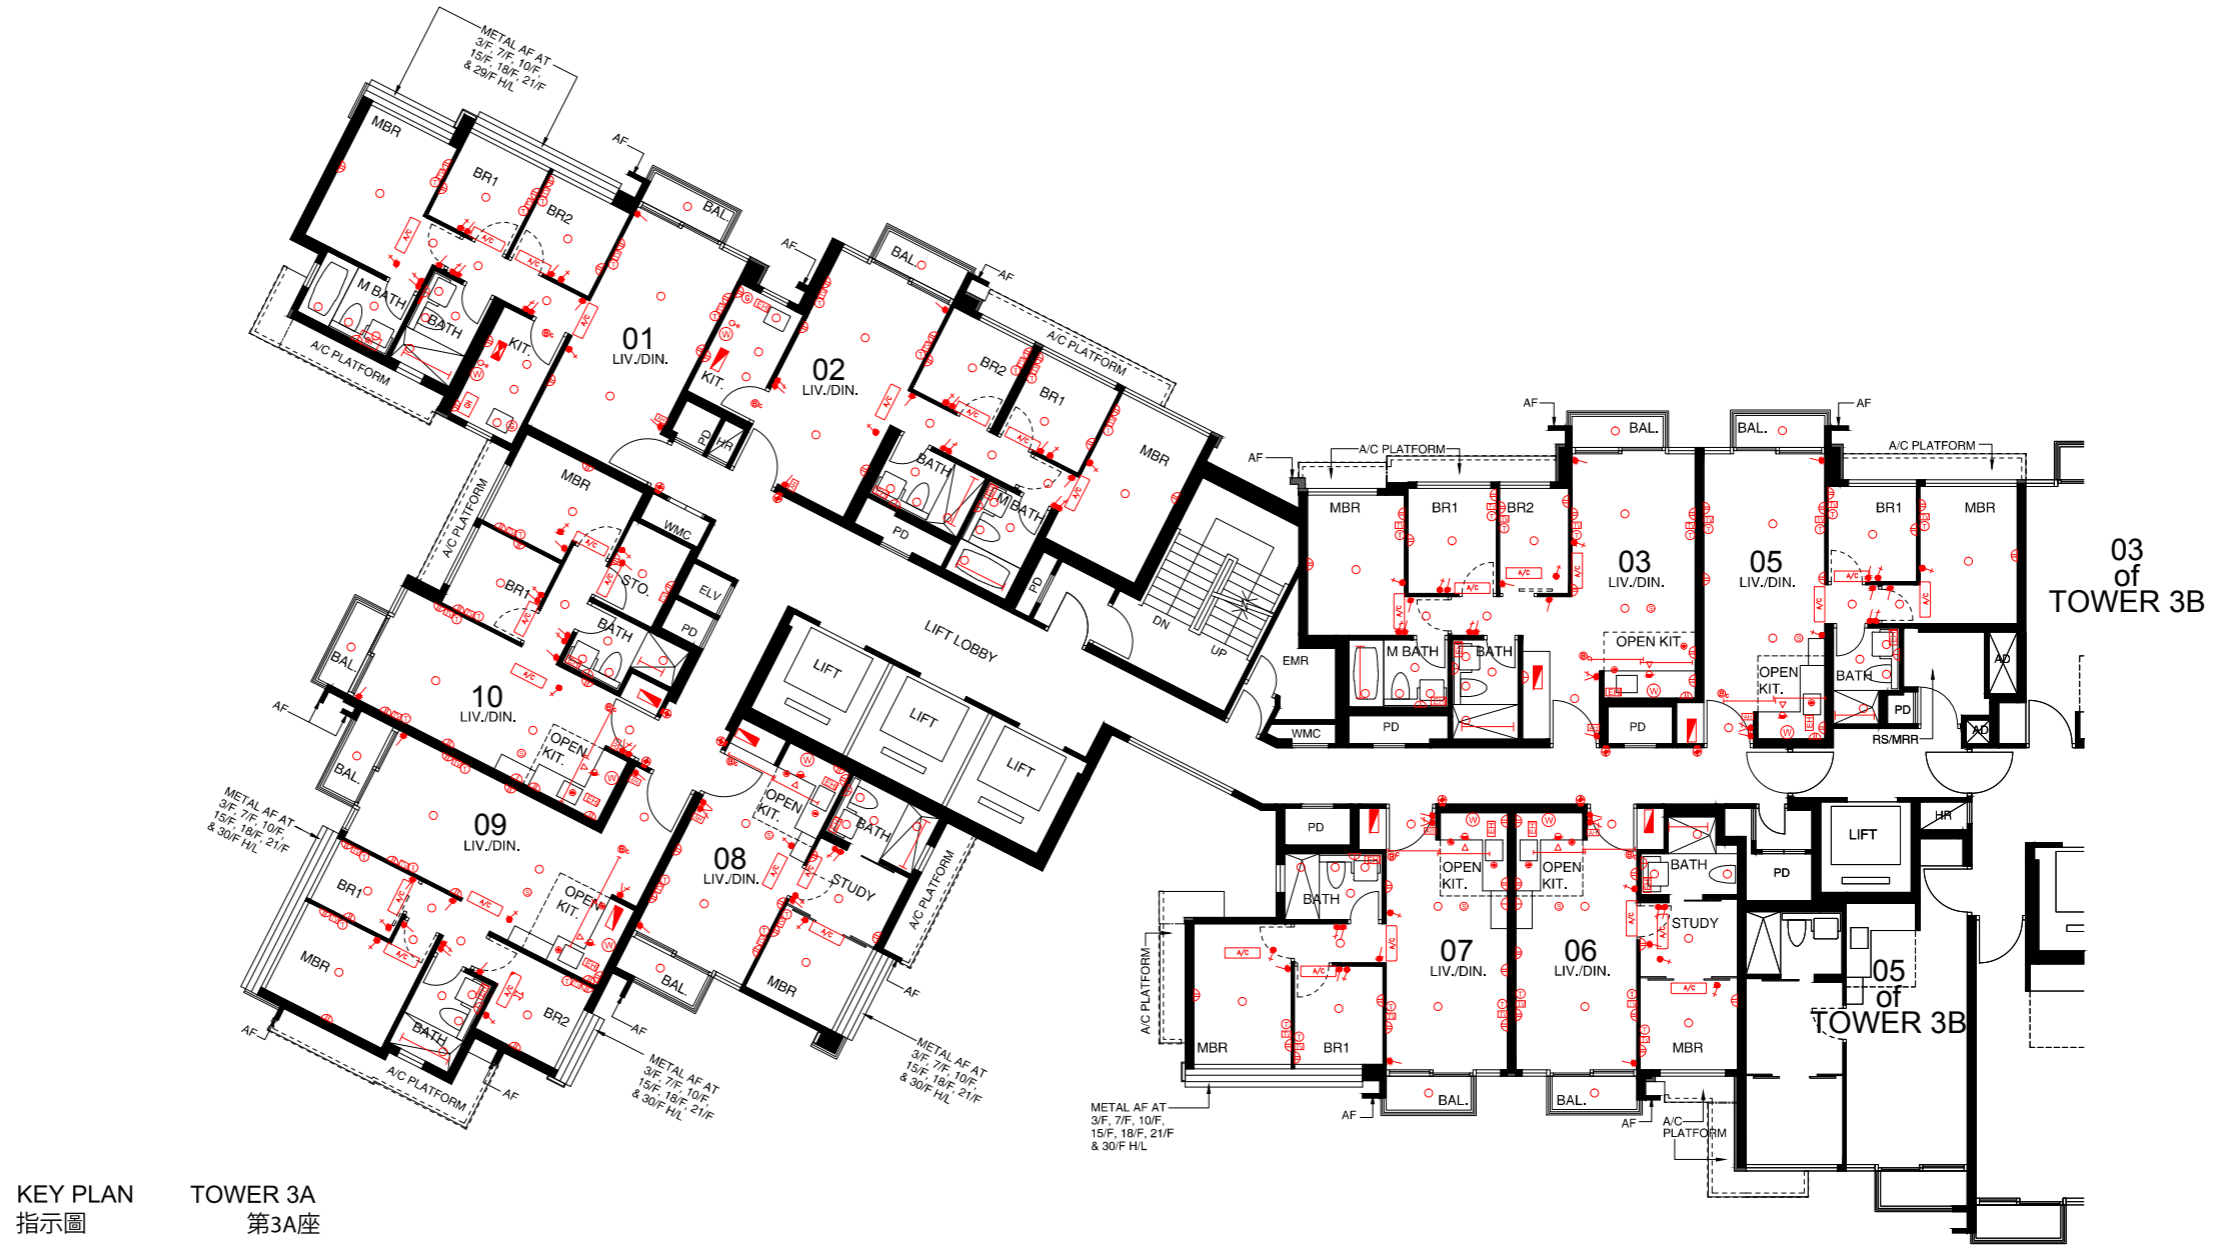 METAL AF AT
3/F, 7/F, 10/F,
15/F, 18/F, 21/F
& 29/F H/L
MBR
BR1
BR2
AF
BAL.
M BATH
BATH
KIT.
A/C PLATFORM
01
LIV./DIN.
AF
BAL.
AF
A/C PLATFORM
02
LIV./DIN.
KIT.
BR2
BR1
MBR
BATH
M BATH
PD
HR
PD
PD
WMC
ELV
PD
STO.
MBR
BR1
A/C PLATFORM
BATH
BAL.
AF
10
LIV./DIN.
OPEN
KIT.
LIFT LOBBY
LIFT
LIFT
LIFT
DN
UP
EMR
WMC
BAL.
METAL AF AT
3/F, 7/F, 10/F,
15/F, 18/F, 21/F
& 30/F H/L
09
LIV./DIN.
OPEN
KIT.
BR1
MBR
BATH
BR2
AF
A/C PLATFORM
AF
AF
METAL AF AT
3/F, 7/F, 10/F,
15/F, 18/F, 21/F
& 30/F H/L
08
LIV./DIN.
OPEN
KIT.
BATH
STUDY
MBR
BAL.
A/C PLATFORM
AF
METAL AF AT
3/F, 7/F, 10/F,
15/F, 18/F, 21/F
& 30/F H/L
AF
AF
BAL.
A/C PLATFORM
MBR
BR1
BR2
03
LIV./DIN.
OPEN KIT.
M BATH
BATH
PD
PD
BAL.
AF
A/C PLATFORM
05
LIV./DIN.
OPEN
KIT.
BR1
MBR
BATH
PD
RS/MRR
AD
AD
03
of
TOWER 3B
PD
BATH
OPEN
KIT.
07
LIV./DIN.
A/C PLATFORM
MBR
BR1
BAL.
AF
METAL AF AT
3/F, 7/F, 10/F,
15/F, 18/F, 21/F
& 30/F H/L
OPEN
KIT.
06
LIV./DIN.
BATH
STUDY
MBR
BAL.
AF
A/C
PLATFORM
PD
LIFT
HR
05
of
TOWER 3B
KEY PLAN
指示圖
TOWER 3A
第3A座